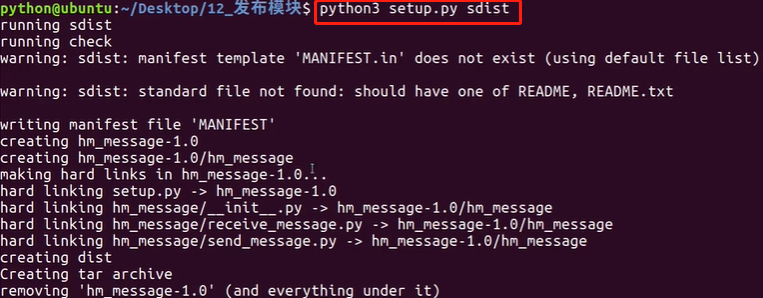 python@ubuntu:~/Desktop/12_发布模块$ python3 setup.py sdist
running sdist
running check
warning: sdist: manifest template 'MANIFEST.in' does not exist (using default file list)
warning: sdist: standard file not found: should have one of README, README.txt
writing manifest file 'MANIFEST'
creating hm_message-1.0
creating hm_message-1.0/hm_message
making hard links in hm_message-1.0...
hard linking setup.py -> hm_message-1.0
hard linking hm_message/__init__.py -> hm_message-1.0/hm_message
hard linking hm_message/receive_message.py -> hm_message-1.0/hm_message
hard linking hm_message/send_message.py -> hm_message-1.0/hm_message
creating dist
Creating tar archive
removing 'hm_message-1.0' (and everything under it)